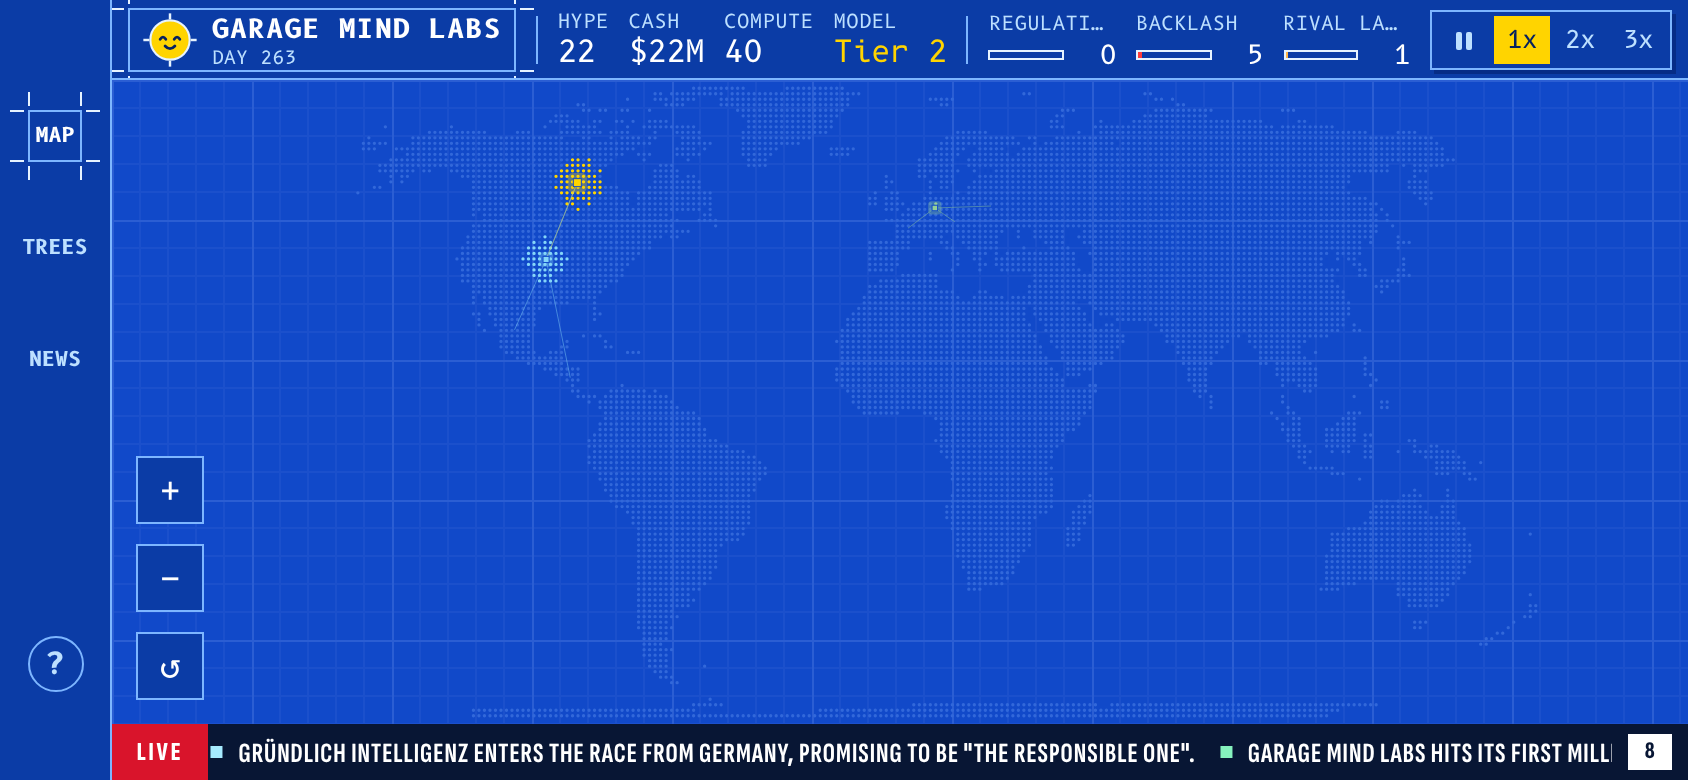 GARAGE MIND LABS
DAY 263
HYPE
22
CASH
$22M
COMPUTE
40
MODEL
Tier 2
REGULATI…
0
BACKLASH
5
RIVAL LA…
1
1x
2x
3x
MAP
TREES
NEWS
+
−
↺
?
LIVE
GRÜNDLICH INTELLIGENZ ENTERS THE RACE FROM GERMANY, PROMISING TO BE "THE RESPONSIBLE ONE".
GARAGE MIND LABS HITS ITS FIRST MILL
8